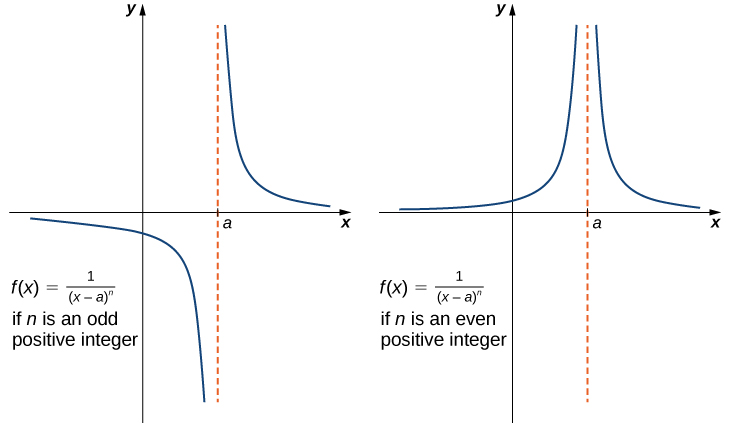 y
a
x
f(x) = 1/(x – a)ⁿ
if n is an odd
positive integer
y
a
x
f(x) = 1/(x – a)ⁿ
if n is an even
positive integer